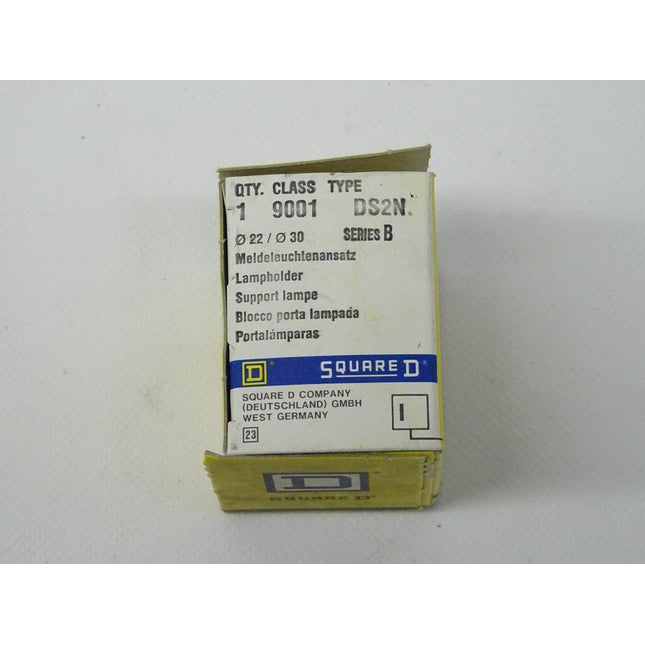 QTY. CLASS TYPE
1 9001 DS2N.
Ø 22 / Ø 30 SERIES B
Meldeleuchtenansatz
Lampholder
Support lampe
Blocco porta lampada
Portalámparas
D SQUARE D
SQUARE D COMPANY
(DEUTSCHLAND) GMBH
WEST GERMANY
23
I
D
SQUARE D